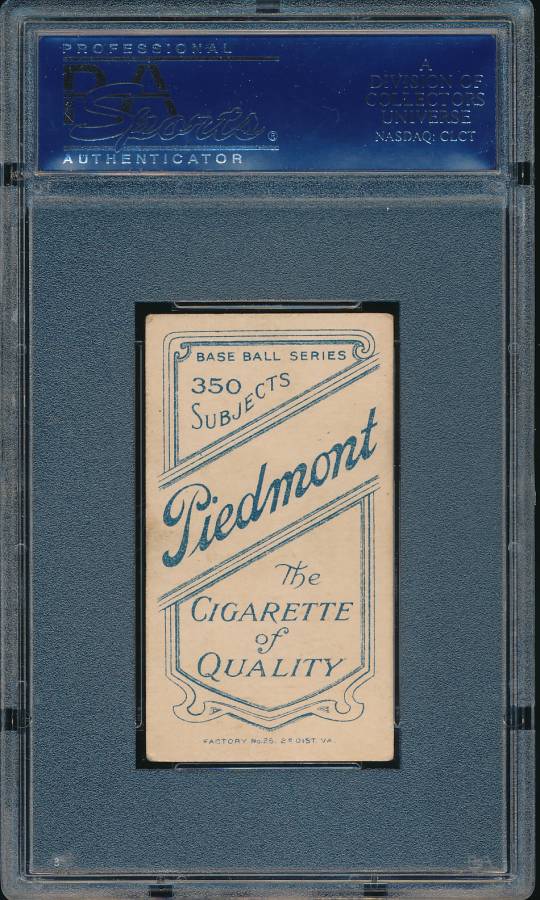 PROFESSIONAL
PSA
Sports®
AUTHENTICATOR
A
DIVISION OF
COLLECTORS
UNIVERSE
NASDAQ: CLCT
BASE BALL SERIES
350
SUBJECTS
Piedmont
The
CIGARETTE
of
QUALITY
FACTORY No. 25, 2D DIST. VA.